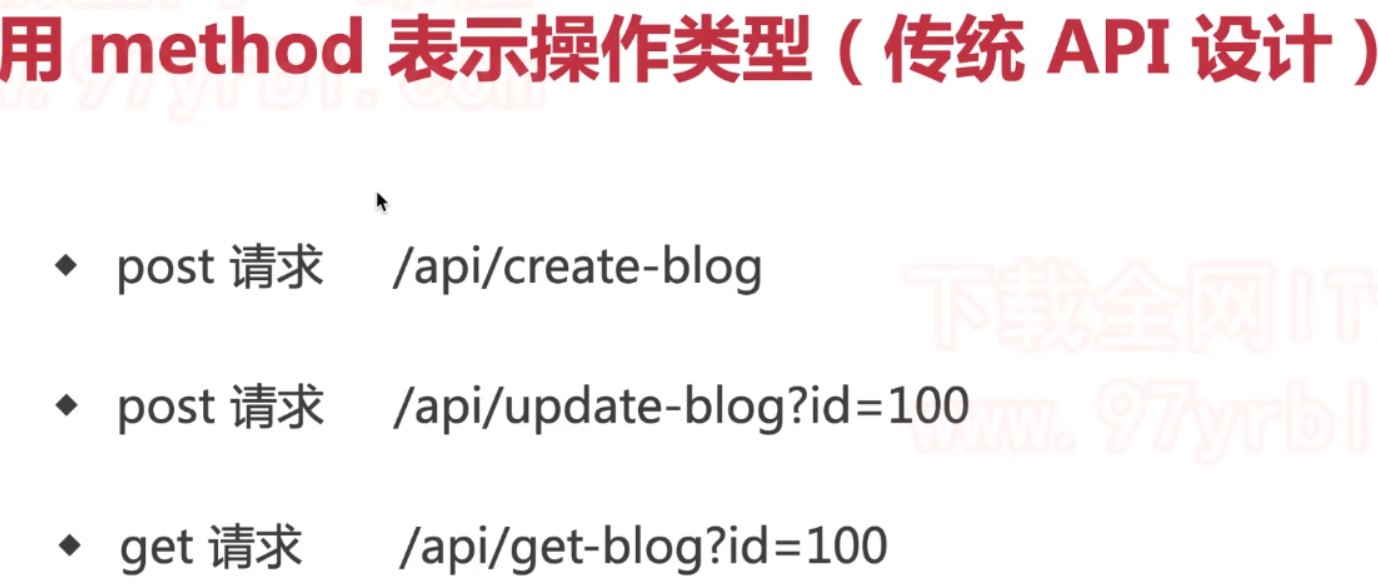 用 method 表示操作类型（传统 API 设计）
post 请求 /api/create-blog
下载全网IT
post 请求 /api/update-blog?id=100
www.97yrbl
get 请求 /api/get-blog?id=100